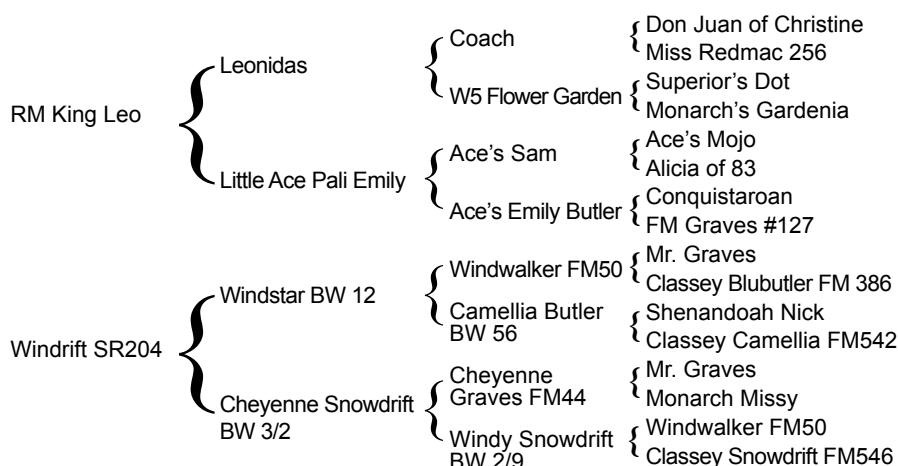 RM King Leo
Leonidas
Coach
Don Juan of Christine
Miss Redmac 256
W5 Flower Garden
Superior’s Dot
Monarch’s Gardenia
Little Ace Pali Emily
Ace’s Sam
Ace’s Mojo
Alicia of 83
Ace’s Emily Butler
Conquistaroan
FM Graves #127
Windrift SR204
Windstar BW 12
Windwalker FM50
Mr. Graves
Classey Blubutler FM 386
Camellia Butler
BW 56
Shenandoah Nick
Classey Camellia FM542
Cheyenne Snowdrift
BW 3/2
Cheyenne
Graves FM44
Mr. Graves
Monarch Missy
Windy Snowdrift
BW 2/9
Windwalker FM50
Classey Snowdrift FM546